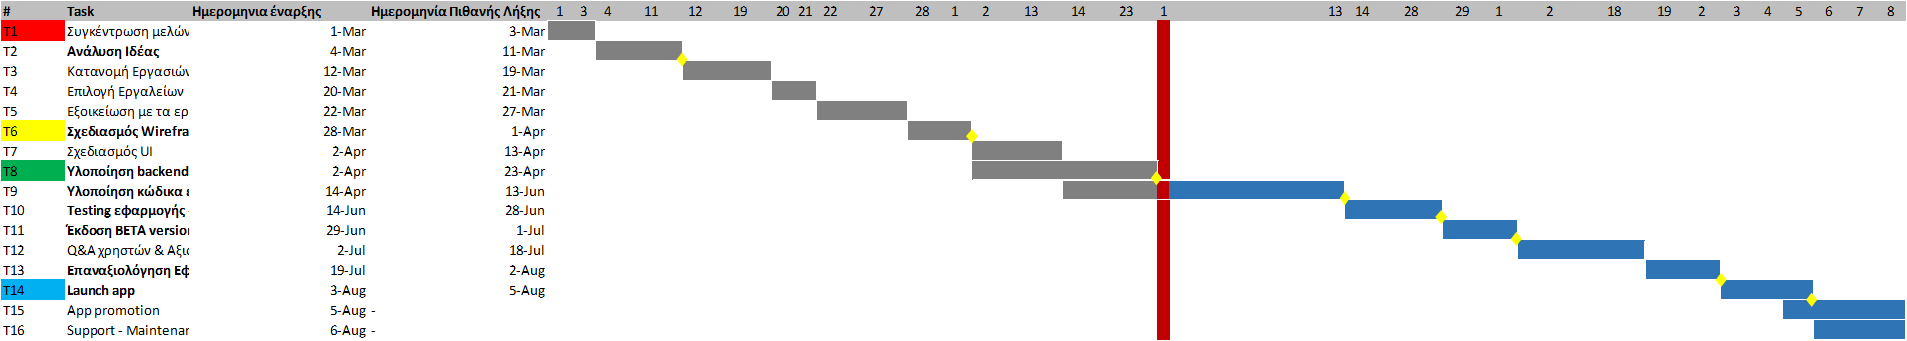 # Task Ημερομηνια έναρξης Ημερομηνία Πιθανής Λήξης 1 3 4 11 12 19 20 21 22 27 28 1 2 13 14 23 1 13 14 28 29 1 2 18 19 2 3 4 5 6 7 8
T1 Συγκέντρωση μελών 1-Mar 3-Mar
T2 Ανάλυση Ιδέας 4-Mar 11-Mar
T3 Κατανομή Εργασιών 12-Mar 19-Mar
T4 Επιλογή Εργαλείων 20-Mar 21-Mar
T5 Εξοικείωση με τα ερ 22-Mar 27-Mar
T6 Σχεδιασμός Wirefra 28-Mar 1-Apr
T7 Σχεδιασμός UI 2-Apr 13-Apr
T8 Υλοποίηση backend 2-Apr 23-Apr
T9 Υλοποίηση κώδικα ε 14-Apr 13-Jun
T10 Testing εφαρμογής 14-Jun 28-Jun
T11 Έκδοση BETA version 29-Jun 1-Jul
T12 Q&A χρηστών & Αξιο 2-Jul 18-Jul
T13 Επαναξιολόγηση Εφ 19-Jul 2-Aug
T14 Launch app 3-Aug 5-Aug
T15 App promotion 5-Aug -
T16 Support - Maintenan 6-Aug -